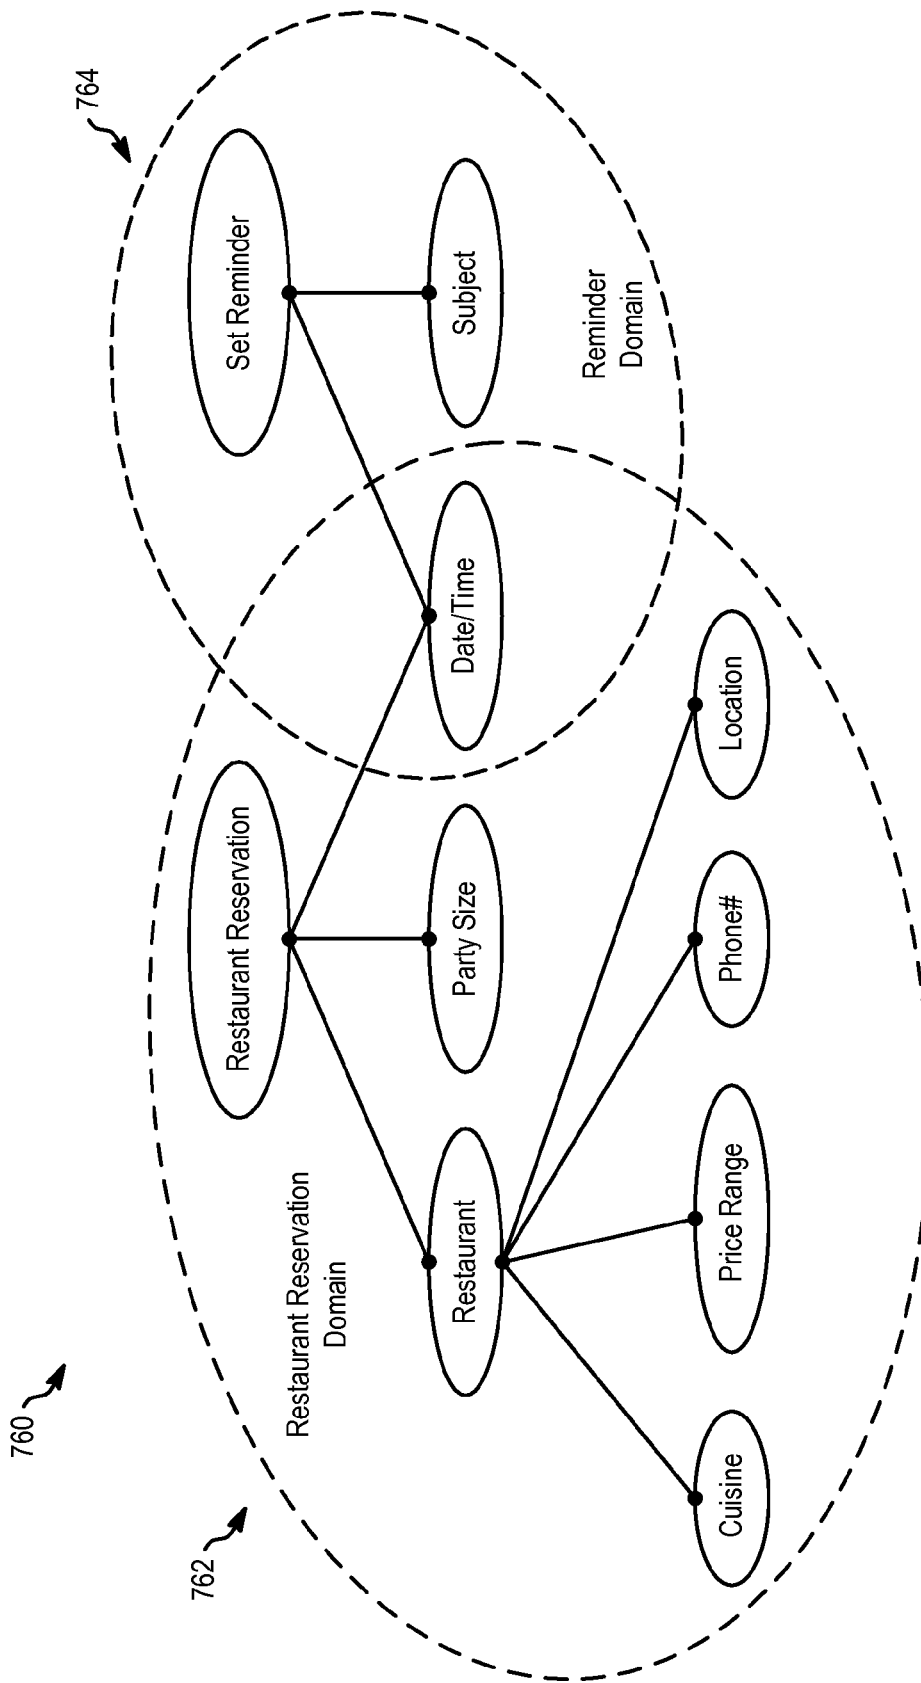 760
762
764
Restaurant Reservation
Set Reminder
Restaurant Reservation
Domain
Restaurant
Party Size
Date/Time
Subject
Reminder
Domain
Cuisine
Price Range
Phone#
Location